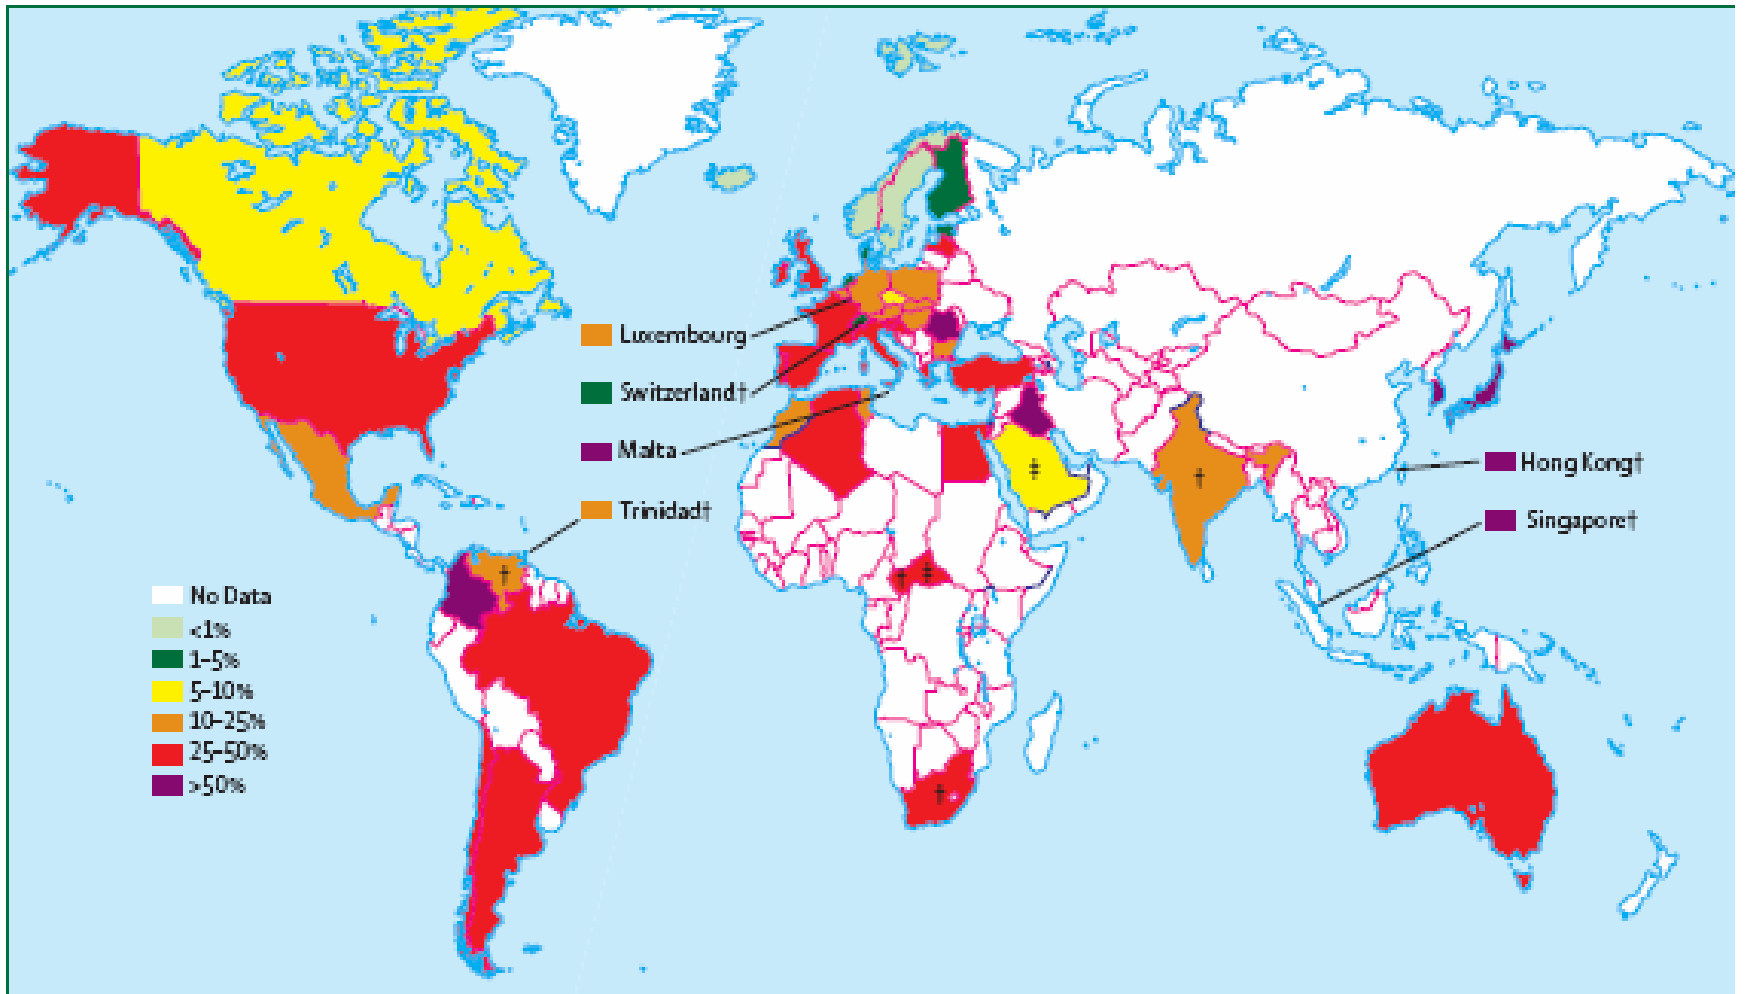 Luxembourg
Switzerland†
Malta
Trinidad†
Hong Kong†
Singapore†
‡
†
†
†
‡
†
No Data
<1%
1–5%
5–10%
10–25%
25–50%
>50%